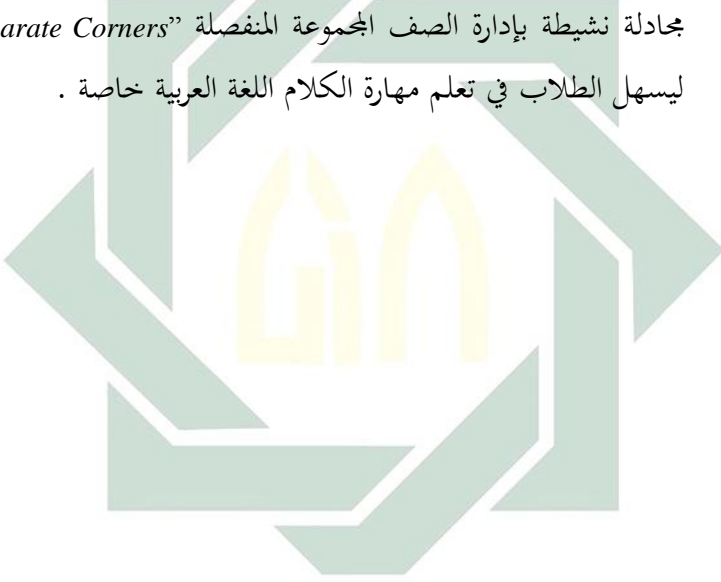 مجادلة نشيطة بإدارة الصف المجموعة المنفصلة “arate Corners”
ليسهل الطلاب في تعلم مهارة الكلام اللغة العربية خاصة .